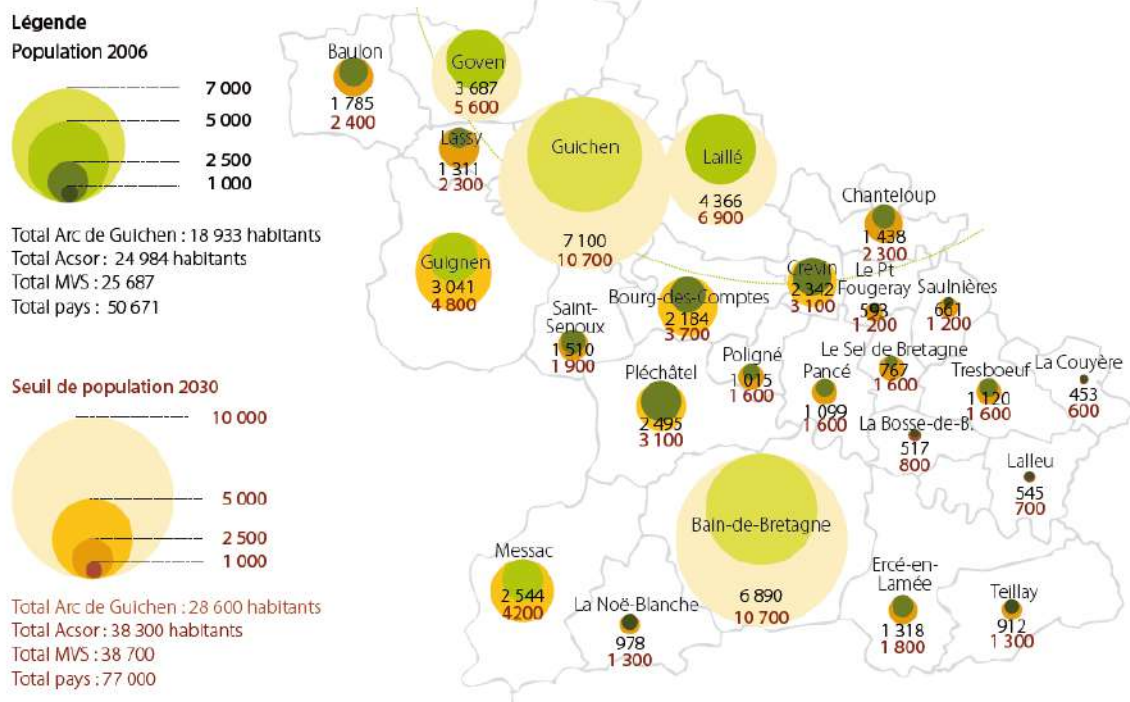 Légende
Population 2006
7 000
5 000
2 500
1 000
Total Arc de Guichen : 18 933 habitants
Total Acsor : 24 984 habitants
Total MVS : 25 687
Total pays : 50 671
Seuil de population 2030
10 000
5 000
2 500
1 000
Total Arc de Guichen : 28 600 habitants
Total Acsor : 38 300 habitants
Total MVS : 38 700
Total pays : 77 000
Baulon
1 785
2 400
Goven
3 687
5 600
Lassy
1 311
2 300
Guichen
7 100
10 700
Laillé
4 366
6 900
Chanteloup
1 438
2 300
Guignen
3 041
4 800
Saint-
Senoux
1 510
1 900
Bourg-des-Comptes
2 184
3 700
Crevin
2 342
3 100
Le Pt
Fougeray
593
1 200
Saulnières
661
1 200
Pléchâtel
2 495
3 100
Poligné
1 015
1 600
Pancé
1 099
1 600
Le Sel de Bretagne
767
1 600
Tresboeuf
1 120
1 600
La Couyère
453
600
La Bosse-de-B.
517
800
Lalleu
545
700
Bain-de-Bretagne
6 890
10 700
Messac
2 544
4200
La Noë-Blanche
978
1 300
Ercé-en-
Lamée
1 318
1 800
Teillay
912
1 300